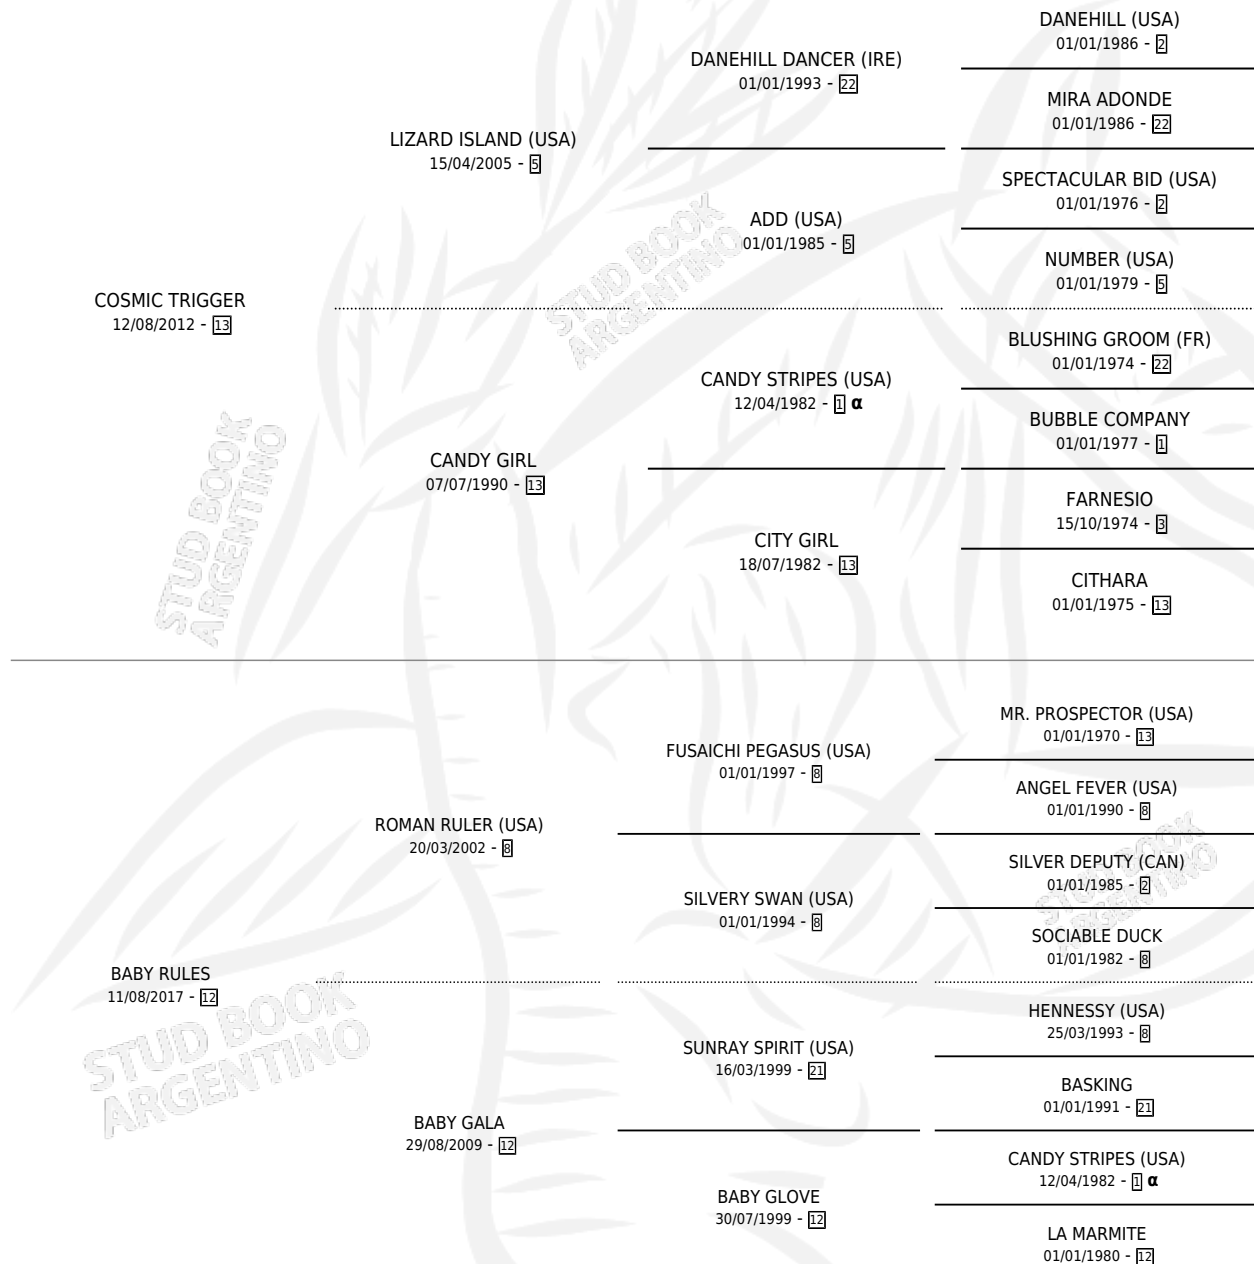 DANEHILL (USA)
01/01/1986 - 2
DANEHILL DANCER (IRE)
01/01/1993 - 22
MIRA ADONDE
01/01/1986 - 22
LIZARD ISLAND (USA)
15/04/2005 - 5
SPECTACULAR BID (USA)
01/01/1976 - 2
ADD (USA)
01/01/1985 - 5
NUMBER (USA)
01/01/1979 - 5
COSMIC TRIGGER
12/08/2012 - 13
BLUSHING GROOM (FR)
01/01/1974 - 22
CANDY STRIPES (USA)
12/04/1982 - 1 α
BUBBLE COMPANY
01/01/1977 - 1
CANDY GIRL
07/07/1990 - 13
FARNESIO
15/10/1974 - 3
CITY GIRL
18/07/1982 - 13
CITHARA
01/01/1975 - 13
MR. PROSPECTOR (USA)
01/01/1970 - 13
FUSAICHI PEGASUS (USA)
01/01/1997 - 8
ANGEL FEVER (USA)
01/01/1990 - 8
ROMAN RULER (USA)
20/03/2002 - 8
SILVER DEPUTY (CAN)
01/01/1985 - 2
SILVERY SWAN (USA)
01/01/1994 - 8
SOCIABLE DUCK
01/01/1982 - 8
BABY RULES
11/08/2017 - 12
HENNESSY (USA)
25/03/1993 - 8
SUNRAY SPIRIT (USA)
16/03/1999 - 21
BASKING
01/01/1991 - 21
BABY GALA
29/08/2009 - 12
CANDY STRIPES (USA)
12/04/1982 - 1 α
BABY GLOVE
30/07/1999 - 12
LA MARMITE
01/01/1980 - 12
STUD BOOK
ARGENTINO
STUD BOOK
ARGENTINO
STUD BOOK
ARGENTINO
STUD BOOK
ARGENTINO